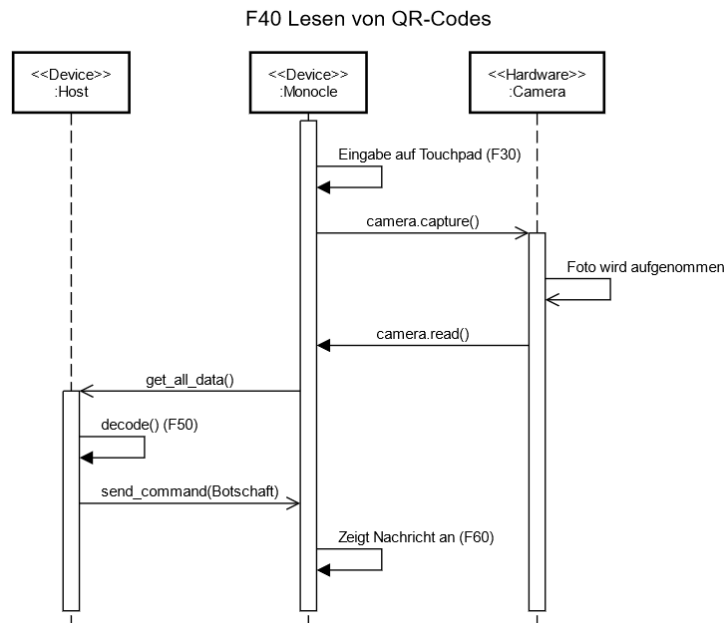 F40 Lesen von QR-Codes
<<Device>>
:Host
<<Device>>
:Monocle
<<Hardware>>
:Camera
Eingabe auf Touchpad (F30)
camera.capture()
Foto wird aufgenommen
camera.read()
get_all_data()
decode() (F50)
send_command(Botschaft)
Zeigt Nachricht an (F60)